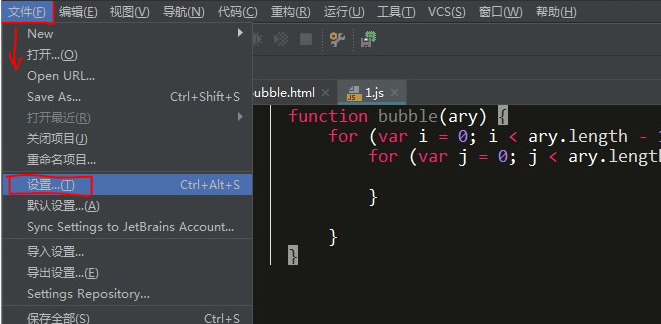 文件(F) 编辑(E) 视图(V) 导航(N) 代码(C) 重构(R) 运行(U) 工具(T) VCS(S) 窗口(W) 帮助(H)
New
打开...(O)
Open URL...
Save As... Ctrl+Shift+S
打开最近(R)
关闭项目(J)
重命名项目...
设置...(T) Ctrl+Alt+S
默认设置...(A)
Sync Settings to JetBrains Account...
导入设置...
导出设置...(E)
Settings Repository...
保存全部(S) Ctrl+S
bubble.html JS 1.js
function bubble(ary) {
for (var i = 0; i < ary.length -
for (var j = 0; j < ary.length
}
}
}